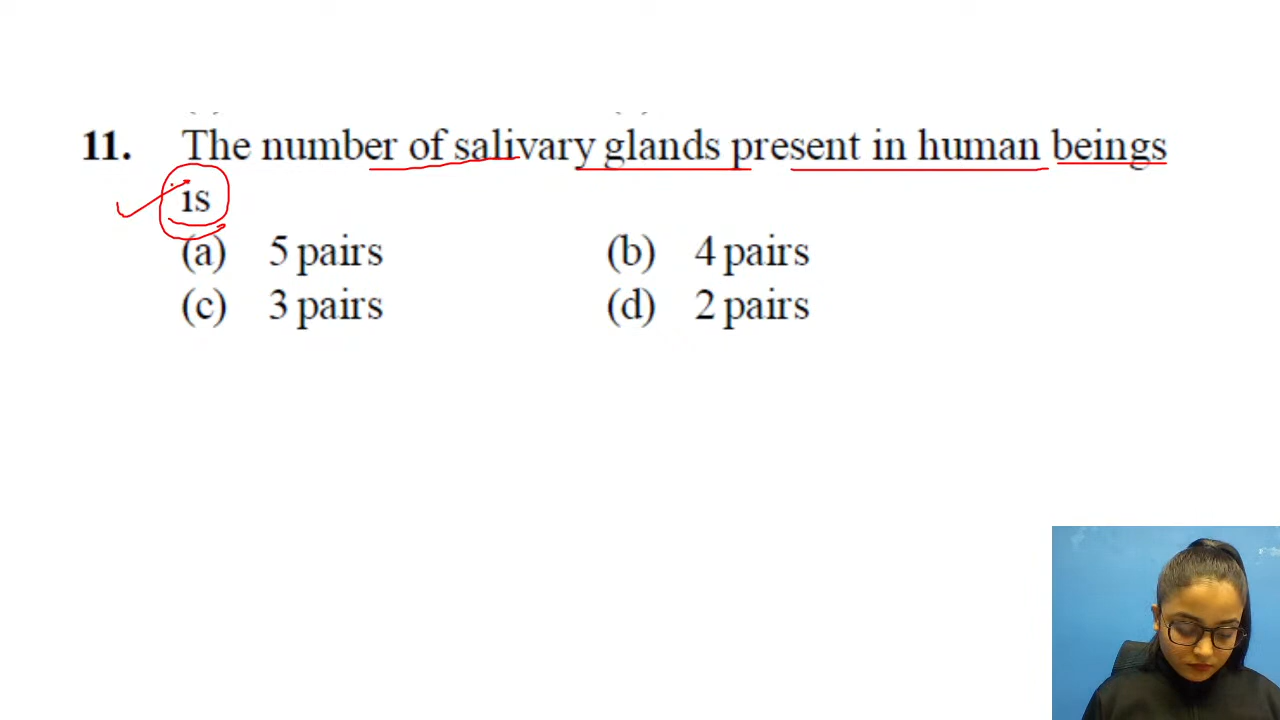 11. The number of salivary glands present in human beings
is
(a) 5 pairs (b) 4 pairs
(c) 3 pairs (d) 2 pairs